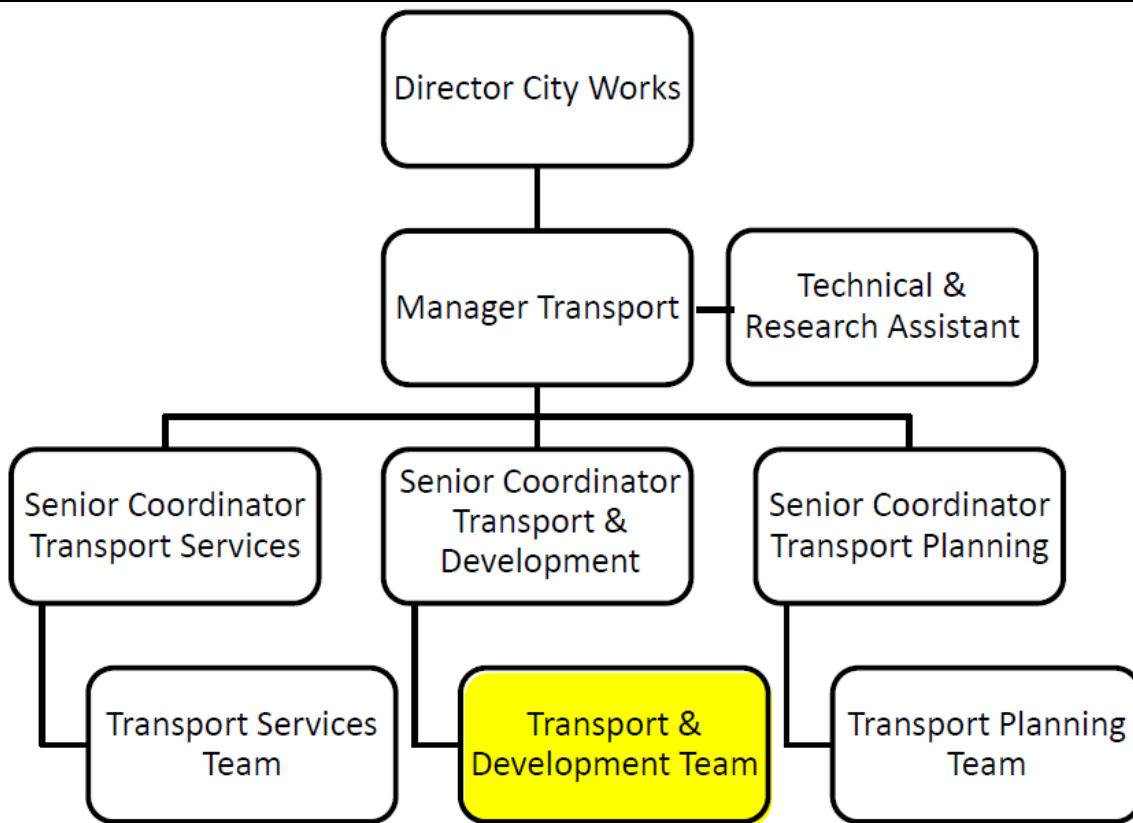 Director City Works
Manager Transport
Technical &
Research Assistant
Senior Coordinator
Transport Services
Senior Coordinator
Transport &
Development
Senior Coordinator
Transport Planning
Transport Services
Team
Transport &
Development Team
Transport Planning
Team